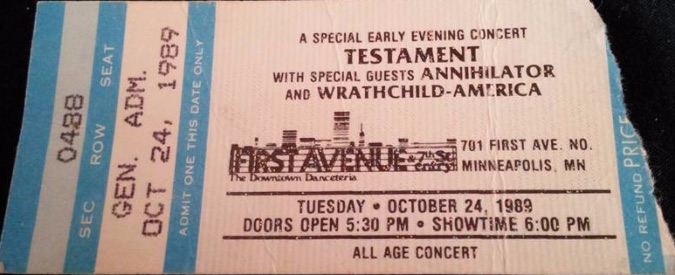 0488
SEC ROW SEAT
GEN. ADM.
OCT 24, 1989
ADMIT ONE THIS DATE ONLY
A SPECIAL EARLY EVENING CONCERT
TESTAMENT
WITH SPECIAL GUESTS ANNIHILATOR
AND WRATHCHILD-AMERICA
FIRST AVENUE & 7th St entry
The Downtown Danceteria
701 FIRST AVE. NO.
MINNEAPOLIS, MN
TUESDAY • OCTOBER 24, 1989
DOORS OPEN 5:30 PM • SHOWTIME 6:00 PM
ALL AGE CONCERT
PRICE
NO REFUND